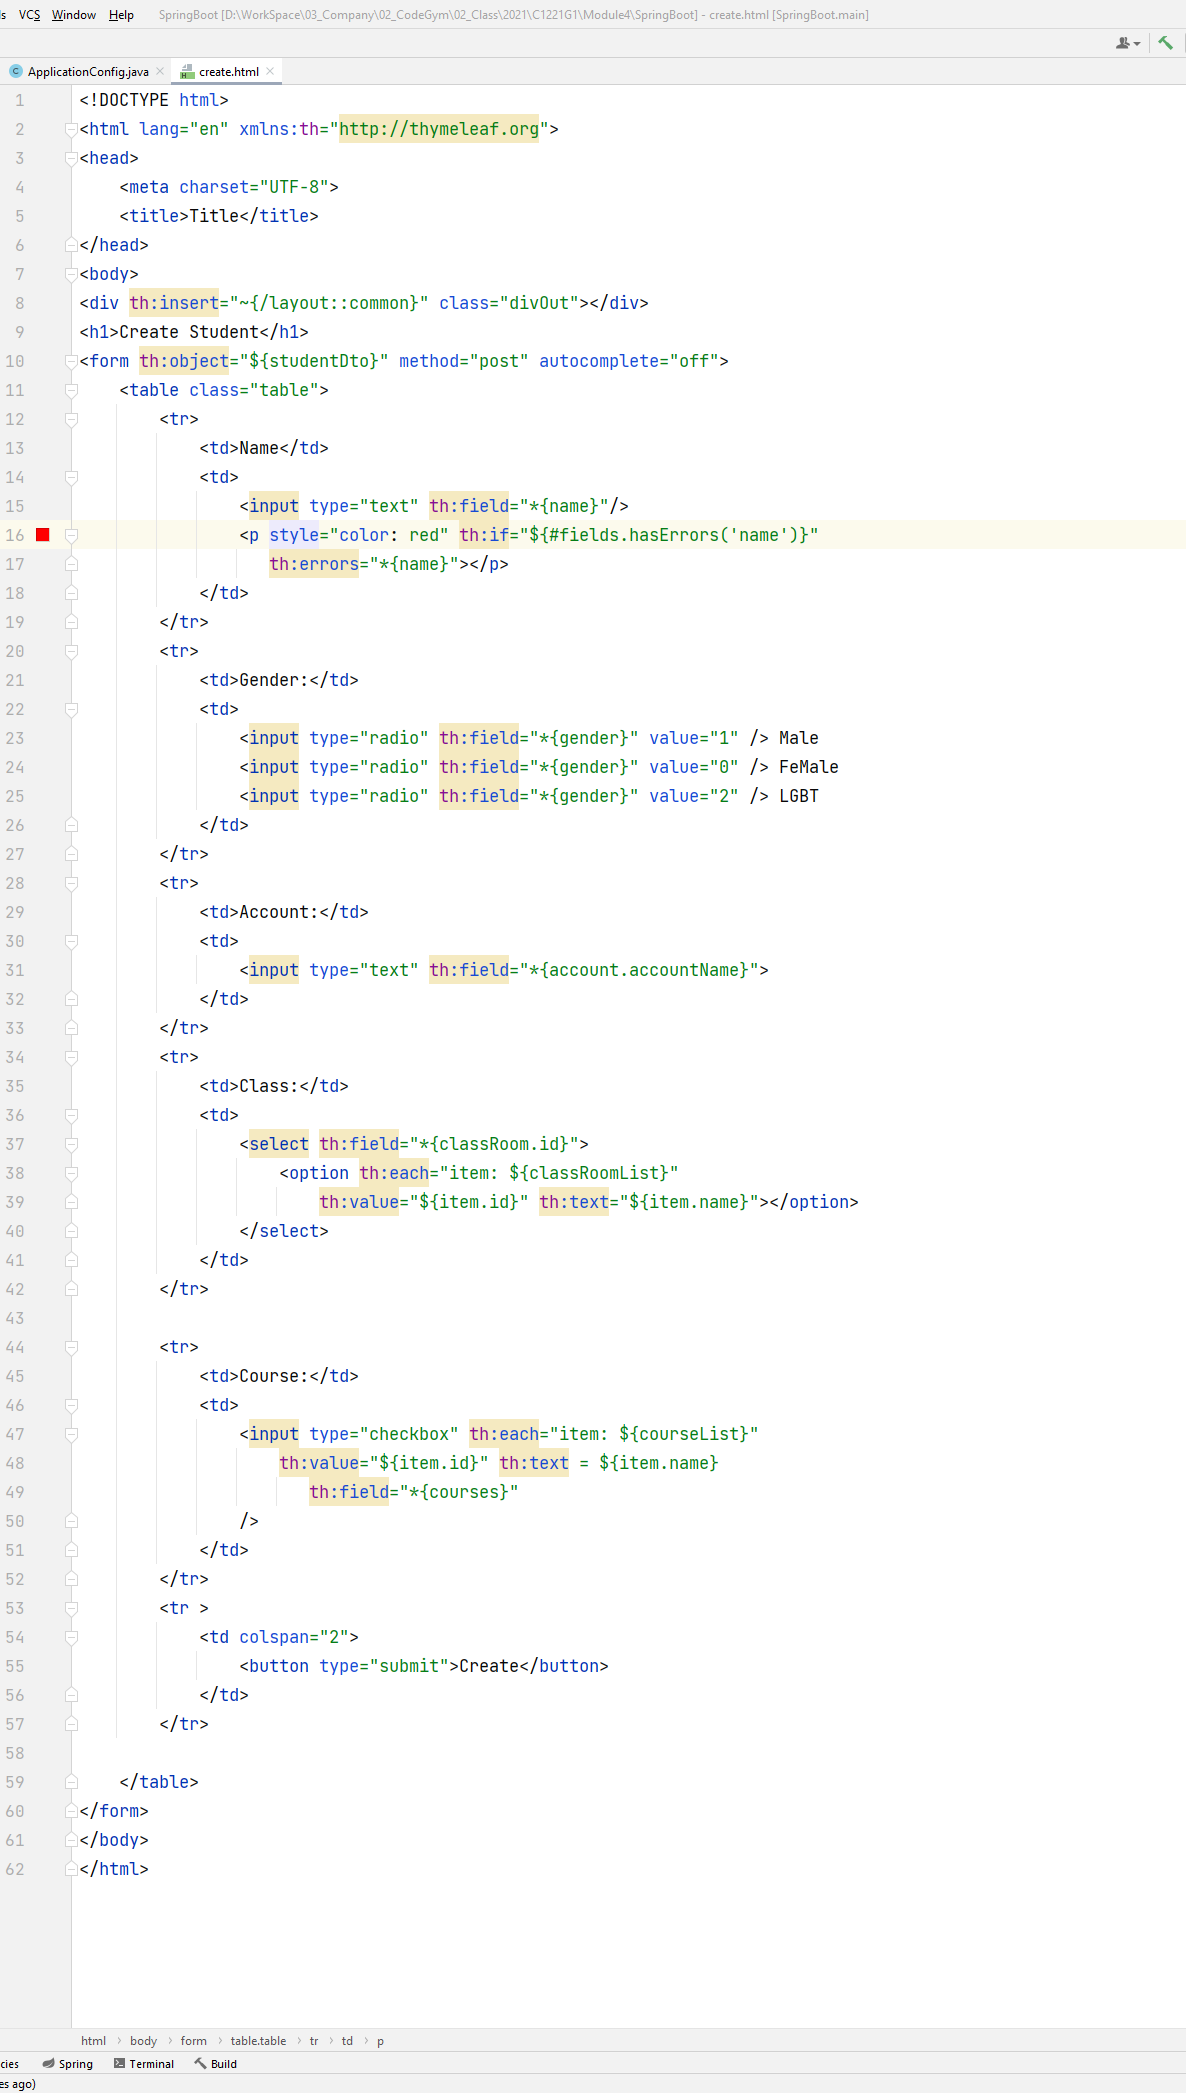 VCS Window Help SpringBoot [D:\WorkSpace\03_Company\02_CodeGym\02_Class\2021\C1221G1\Module4\SpringBoot] - create.html [SpringBoot.main]
ApplicationConfig.java create.html
1 <!DOCTYPE html>
2 <html lang="en" xmlns:th="http://thymeleaf.org">
3 <head>
4     <meta charset="UTF-8">
5     <title>Title</title>
6 </head>
7 <body>
8 <div th:insert="~{/layout::common}" class="divOut"></div>
9 <h1>Create Student</h1>
10 <form th:object="${studentDto}" method="post" autocomplete="off">
11     <table class="table">
12         <tr>
13             <td>Name</td>
14             <td>
15                 <input type="text" th:field="*{name}"/>
16                 <p style="color: red" th:if="${#fields.hasErrors('name')}"
17                    th:errors="*{name}"></p>
18             </td>
19         </tr>
20         <tr>
21             <td>Gender:</td>
22             <td>
23                 <input type="radio" th:field="*{gender}" value="1" /> Male
24                 <input type="radio" th:field="*{gender}" value="0" /> FeMale
25                 <input type="radio" th:field="*{gender}" value="2" /> LGBT
26             </td>
27         </tr>
28         <tr>
29             <td>Account:</td>
30             <td>
31                 <input type="text" th:field="*{account.accountName}">
32             </td>
33         </tr>
34         <tr>
35             <td>Class:</td>
36             <td>
37                 <select th:field="*{classRoom.id}">
38                     <option th:each="item: ${classRoomList}"
39                         th:value="${item.id}" th:text="${item.name}"></option>
40                 </select>
41             </td>
42         </tr>
43
44         <tr>
45             <td>Course:</td>
46             <td>
47                 <input type="checkbox" th:each="item: ${courseList}"
48                     th:value="${item.id}" th:text = ${item.name}
49                        th:field="*{courses}"
50                 />
51             </td>
52         </tr>
53         <tr >
54             <td colspan="2">
55                 <button type="submit">Create</button>
56             </td>
57         </tr>
58
59     </table>
60 </form>
61 </body>
62 </html>
html › body › form › table.table › tr › td › p
cies Spring Terminal Build
es ago)